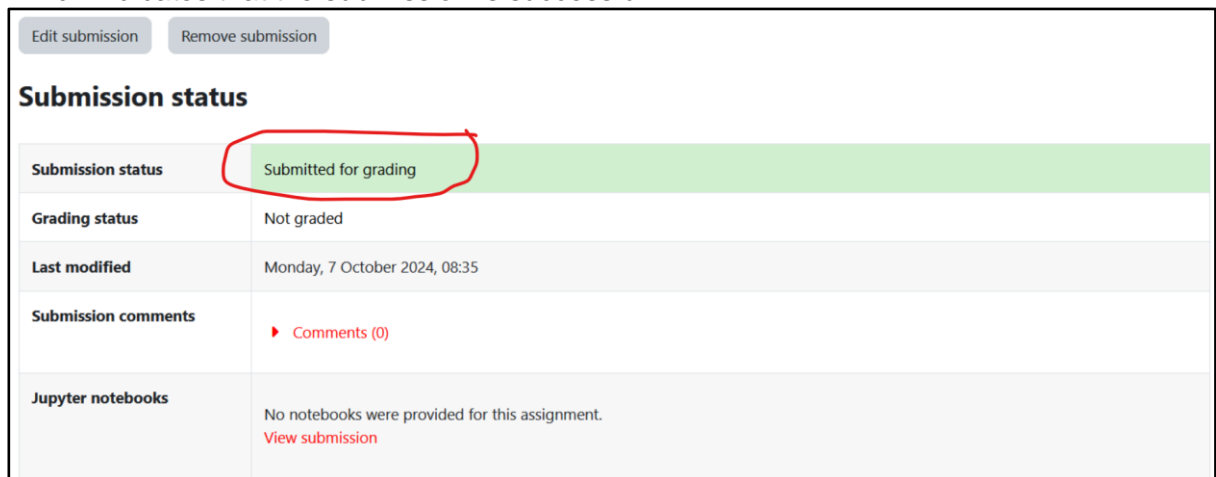 Edit submission Remove submission
Submission status
Submission status Submitted for grading
Grading status Not graded
Last modified Monday, 7 October 2024, 08:35
Submission comments Comments (0)
Jupyter notebooks
No notebooks were provided for this assignment.
View submission